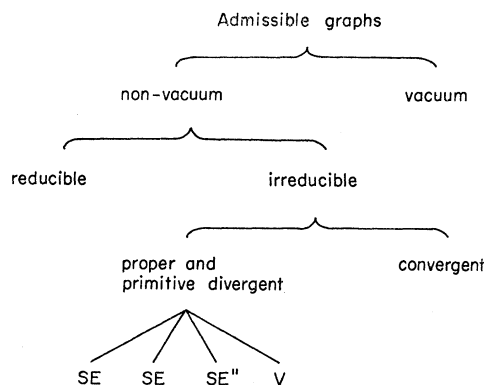 Admissible graphs
non-vacuum vacuum
reducible irreducible
proper and
primitive divergent
convergent
SE SE SE" V